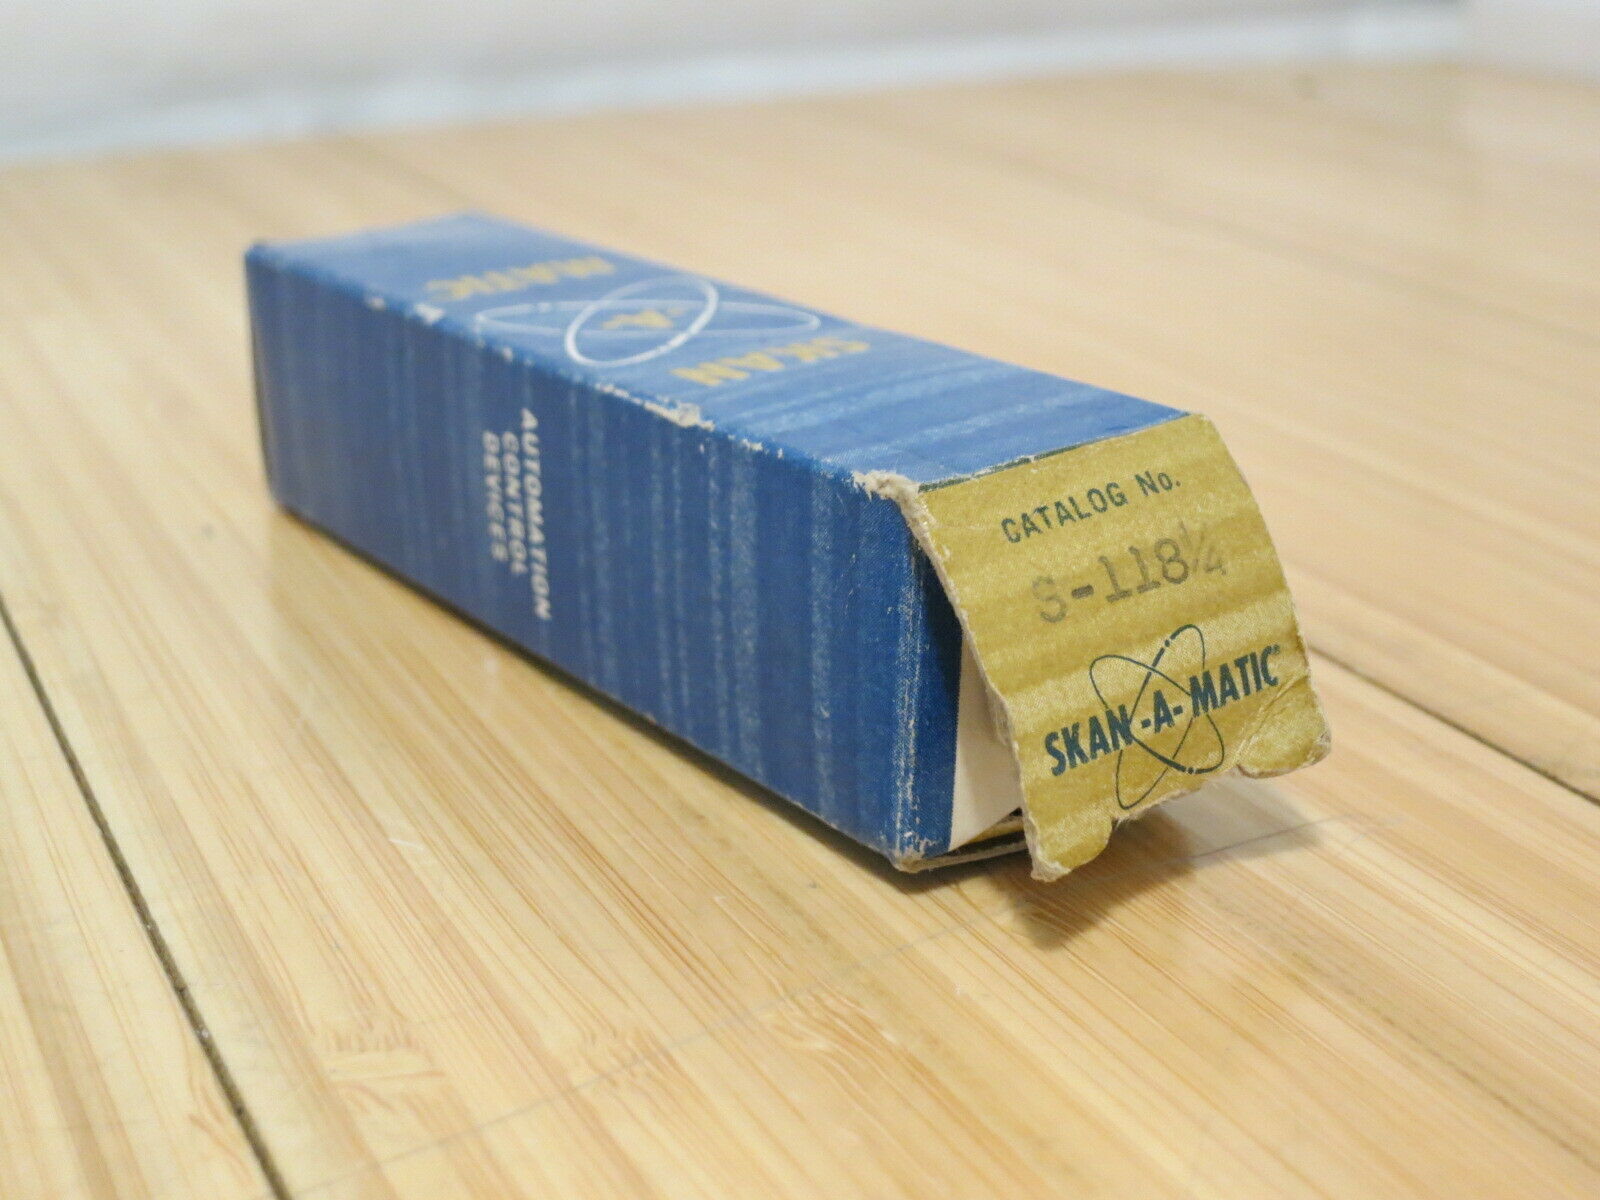 SKAN
-A-
MATIC
AUTOMATION
CONTROL
DEVICES
CATALOG No.
S-118¼
SKAN-A-MATIC®